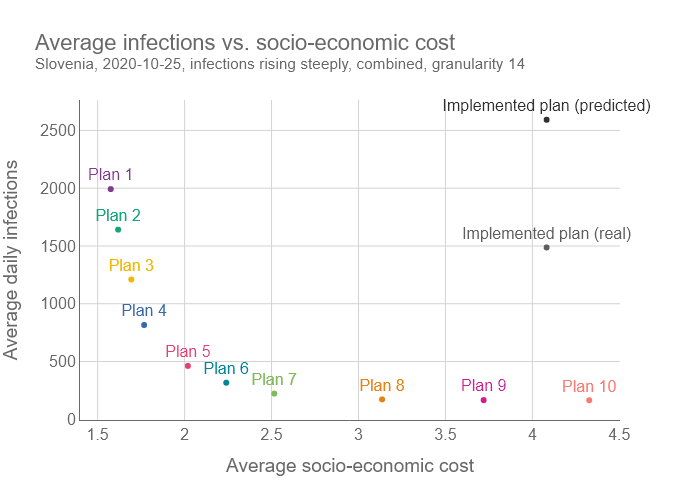 Average infections vs. socio-economic cost
Slovenia, 2020-10-25, infections rising steeply, combined, granularity 14
Implemented plan (predicted)
2500
Plan 1
2000
Plan 2
Implemented plan (real)
1500
Plan 3
1000
Plan 4
Plan 5
500
Plan 6
Plan 7
Plan 8
Plan 9
Plan 10
0
1.5 2 2.5 3 3.5 4 4.5
Average socio-economic cost
Average daily infections